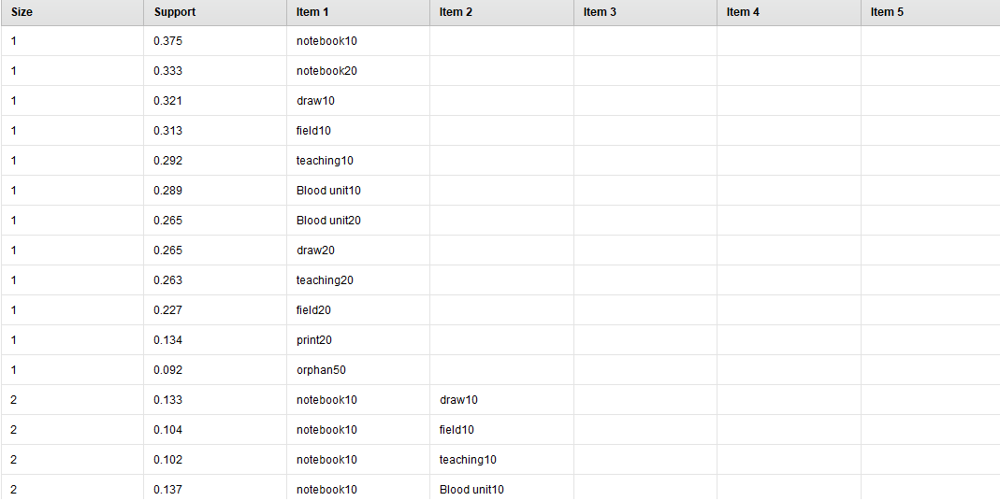 Size Support Item 1 Item 2 Item 3 Item 4 Item 5
1 0.375 notebook10
1 0.333 notebook20
1 0.321 draw10
1 0.313 field10
1 0.292 teaching10
1 0.289 Blood unit10
1 0.265 Blood unit20
1 0.265 draw20
1 0.263 teaching20
1 0.227 field20
1 0.134 print20
1 0.092 orphan50
2 0.133 notebook10 draw10
2 0.104 notebook10 field10
2 0.102 notebook10 teaching10
2 0.137 notebook10 Blood unit10